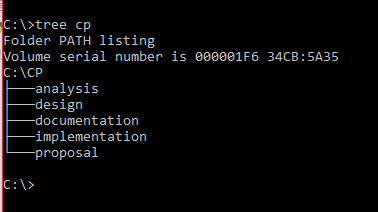 C:\>tree cp
Folder PATH listing
Volume serial number is 000001F6 34CB:5A35
C:\CP
├───analysis
├───design
├───documentation
├───implementation
└───proposal
C:\>